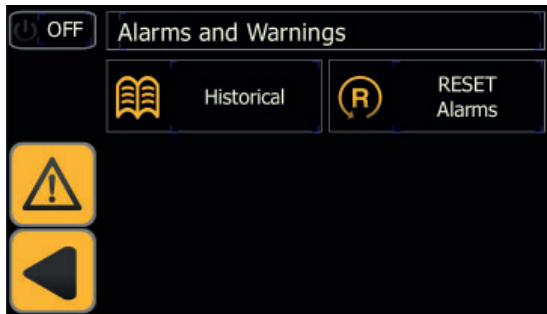 OFF
Alarms and Warnings
Historical
R
RESET
Alarms